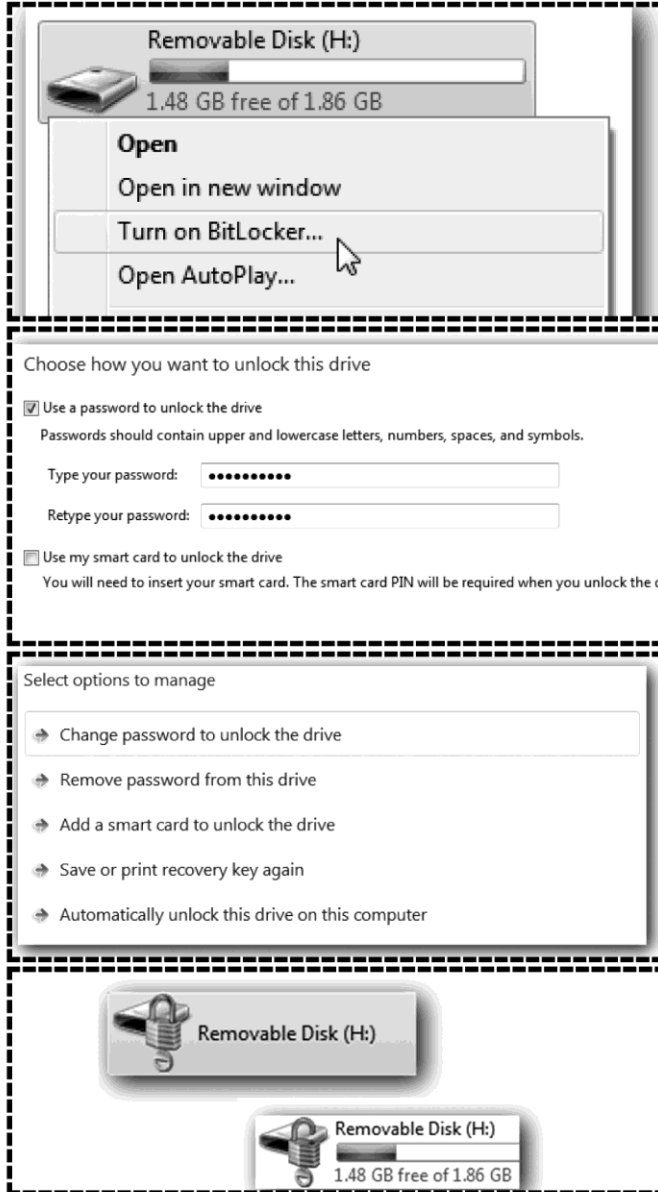 Removable Disk (H:)
1.48 GB free of 1.86 GB
Open
Open in new window
Turn on BitLocker...
Open AutoPlay...
Choose how you want to unlock this drive
Use a password to unlock the drive
Passwords should contain upper and lowercase letters, numbers, spaces, and symbols.
Type your password: ●●●●●●●●●●
Retype your password: ●●●●●●●●●●
Use my smart card to unlock the drive
You will need to insert your smart card. The smart card PIN will be required when you unlock the
Select options to manage
Change password to unlock the drive
Remove password from this drive
Add a smart card to unlock the drive
Save or print recovery key again
Automatically unlock this drive on this computer
Removable Disk (H:)
Removable Disk (H:)
1.48 GB free of 1.86 GB